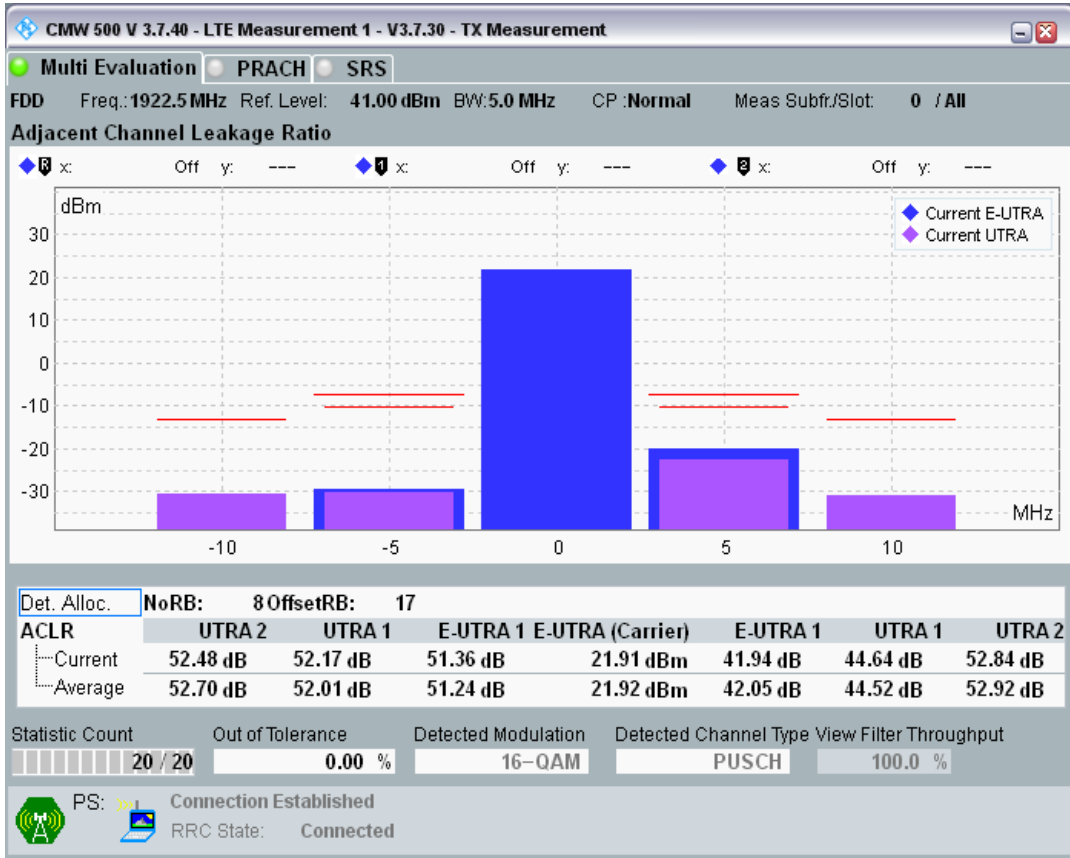 CMW 500 V 3.7.40 - LTE Measurement 1 - V3.7.30 - TX Measurement
Multi Evaluation PRACH SRS
FDD Freq.: 1922.5 MHz Ref. Level: 41.00 dBm BW: 5.0 MHz CP : Normal Meas Subfr./Slot: 0 / All
Adjacent Channel Leakage Ratio
R x: Off y: --- 1 x: Off y: --- 2 x: Off y: ---
dBm
Current E-UTRA
Current UTRA
30
20
10
0
-10
-20
-30
MHz
-10 -5 0 5 10
Det. Alloc. NoRB: 8 OffsetRB: 17
ACLR UTRA 2 UTRA 1 E-UTRA 1 E-UTRA (Carrier) E-UTRA 1 UTRA 1 UTRA 2
Current 52.48 dB 52.17 dB 51.36 dB 21.91 dBm 41.94 dB 44.64 dB 52.84 dB
Average 52.70 dB 52.01 dB 51.24 dB 21.92 dBm 42.05 dB 44.52 dB 52.92 dB
Statistic Count Out of Tolerance Detected Modulation Detected Channel Type View Filter Throughput
20 / 20 0.00 % 16-QAM PUSCH 100.0 %
PS: Connection Established
RRC State: Connected